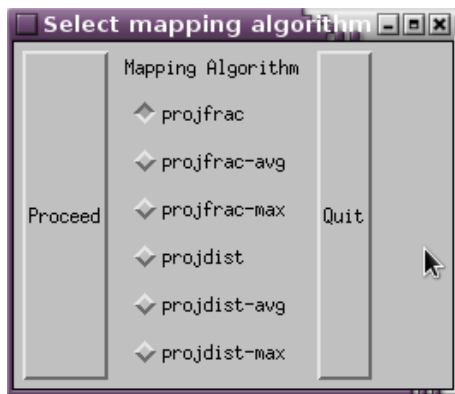 Select mapping algorithm
Mapping Algorithm
projfrac
projfrac-avg
projfrac-max
projdist
projdist-avg
projdist-max
Proceed
Quit